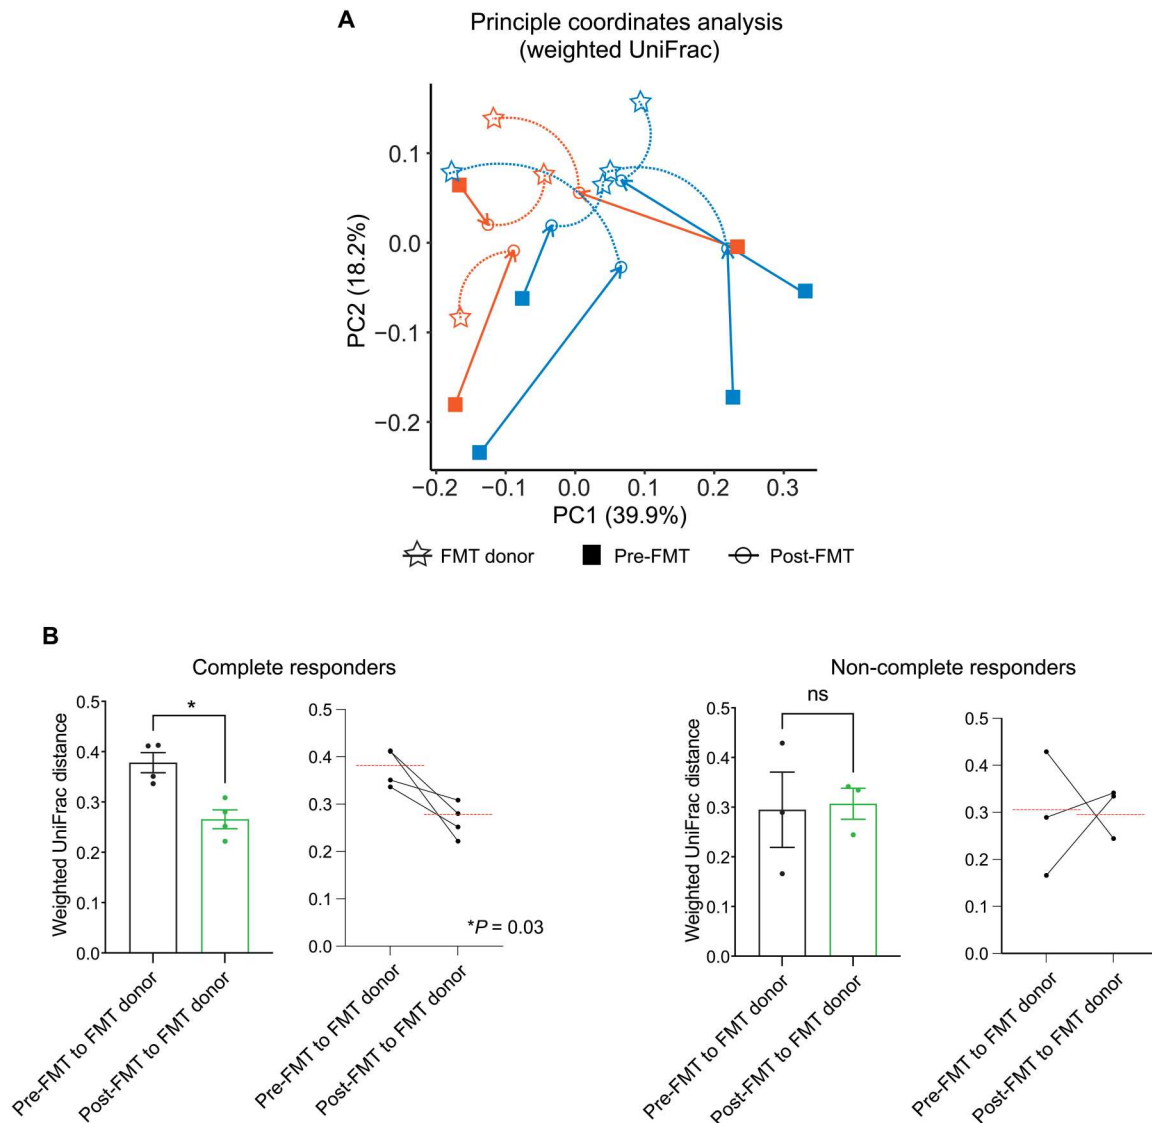 A
Principle coordinates analysis
(weighted UniFrac)
PC2 (18.2%)
0.1
0.0
−0.1
−0.2
−0.2 −0.1 0.0 0.1 0.2 0.3
PC1 (39.9%)
FMT donor Pre-FMT Post-FMT
B
Complete responders
Weighted UniFrac distance
0.5
0.4
0.3
0.2
0.1
0.0
*
Pre-FMT to FMT donor
Post-FMT to FMT donor
0.5
0.4
0.3
0.2
0.1
0.0
*P = 0.03
Pre-FMT to FMT donor
Post-FMT to FMT donor
Non-complete responders
Weighted UniFrac distance
0.5
0.4
0.3
0.2
0.1
0.0
ns
Pre-FMT to FMT donor
Post-FMT to FMT donor
0.5
0.4
0.3
0.2
0.1
0.0
Pre-FMT to FMT donor
Post-FMT to FMT donor